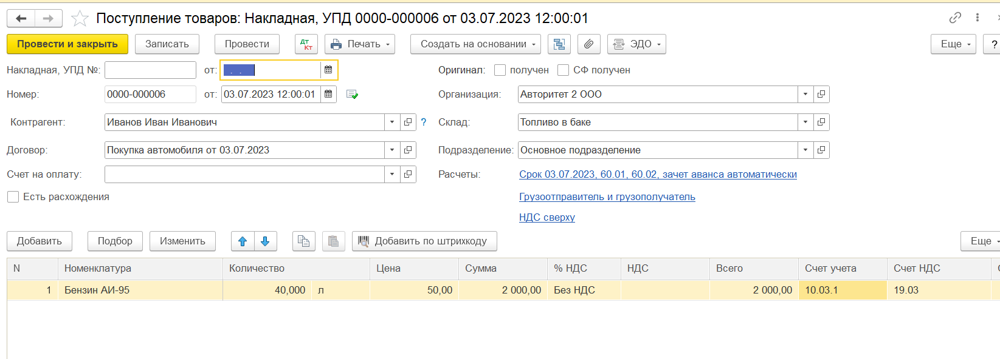 Поступление товаров: Накладная, УПД 0000-000006 от 03.07.2023 12:00:01
Провести и закрыть Записать Провести Дт Кт Печать Создать на основании ЭДО Еще ?
Накладная, УПД №: от: . . Оригинал: получен СФ получен
Номер: 0000-000006 от: 03.07.2023 12:00:01 Организация: Авторитет 2 ООО
Контрагент: Иванов Иван Иванович ? Склад: Топливо в баке
Договор: Покупка автомобиля от 03.07.2023 Подразделение: Основное подразделение
Счет на оплату: Расчеты: Срок 03.07.2023, 60.01, 60.02, зачет аванса автоматически
Есть расхождения Грузоотправитель и грузополучатель
НДС сверху
Добавить Подбор Изменить Добавить по штрихкоду Еще
N Номенклатура Количество Цена Сумма % НДС НДС Всего Счет учета Счет НДС
1 Бензин АИ-95 40,000 л 50,00 2 000,00 Без НДС 2 000,00 10.03.1 19.03